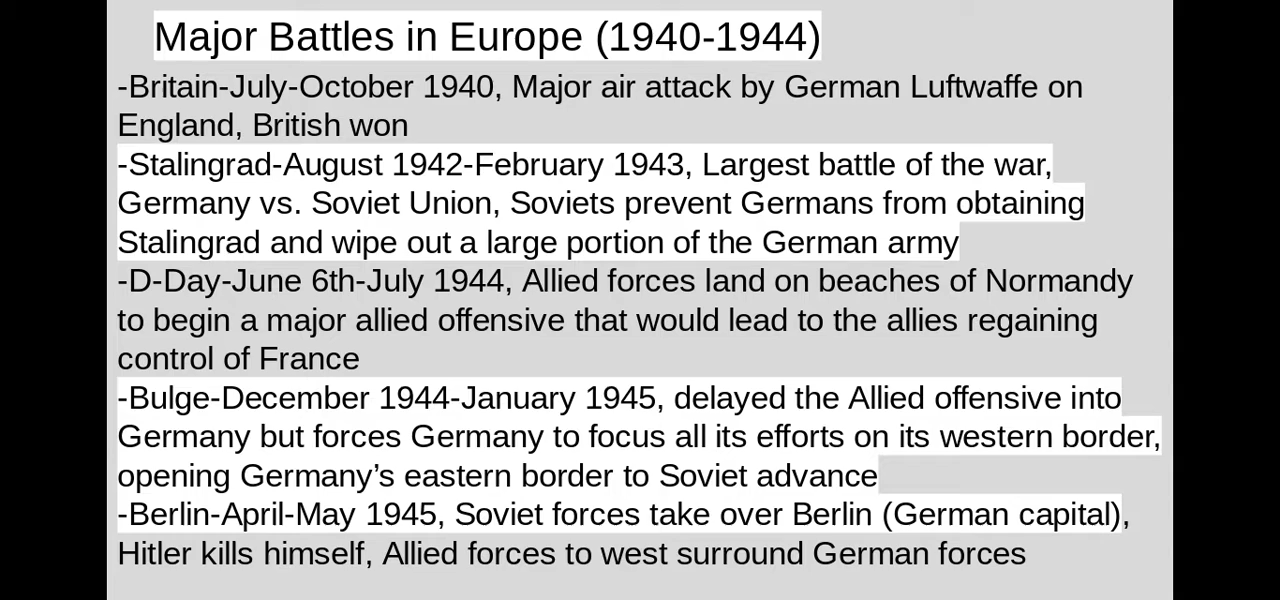 Major Battles in Europe (1940-1944)
-Britain-July-October 1940, Major air attack by German Luftwaffe on
England, British won
-Stalingrad-August 1942-February 1943, Largest battle of the war,
Germany vs. Soviet Union, Soviets prevent Germans from obtaining
Stalingrad and wipe out a large portion of the German army
-D-Day-June 6th-July 1944, Allied forces land on beaches of Normandy
to begin a major allied offensive that would lead to the allies regaining
control of France
-Bulge-December 1944-January 1945, delayed the Allied offensive into
Germany but forces Germany to focus all its efforts on its western border,
opening Germany’s eastern border to Soviet advance
-Berlin-April-May 1945, Soviet forces take over Berlin (German capital),
Hitler kills himself, Allied forces to west surround German forces